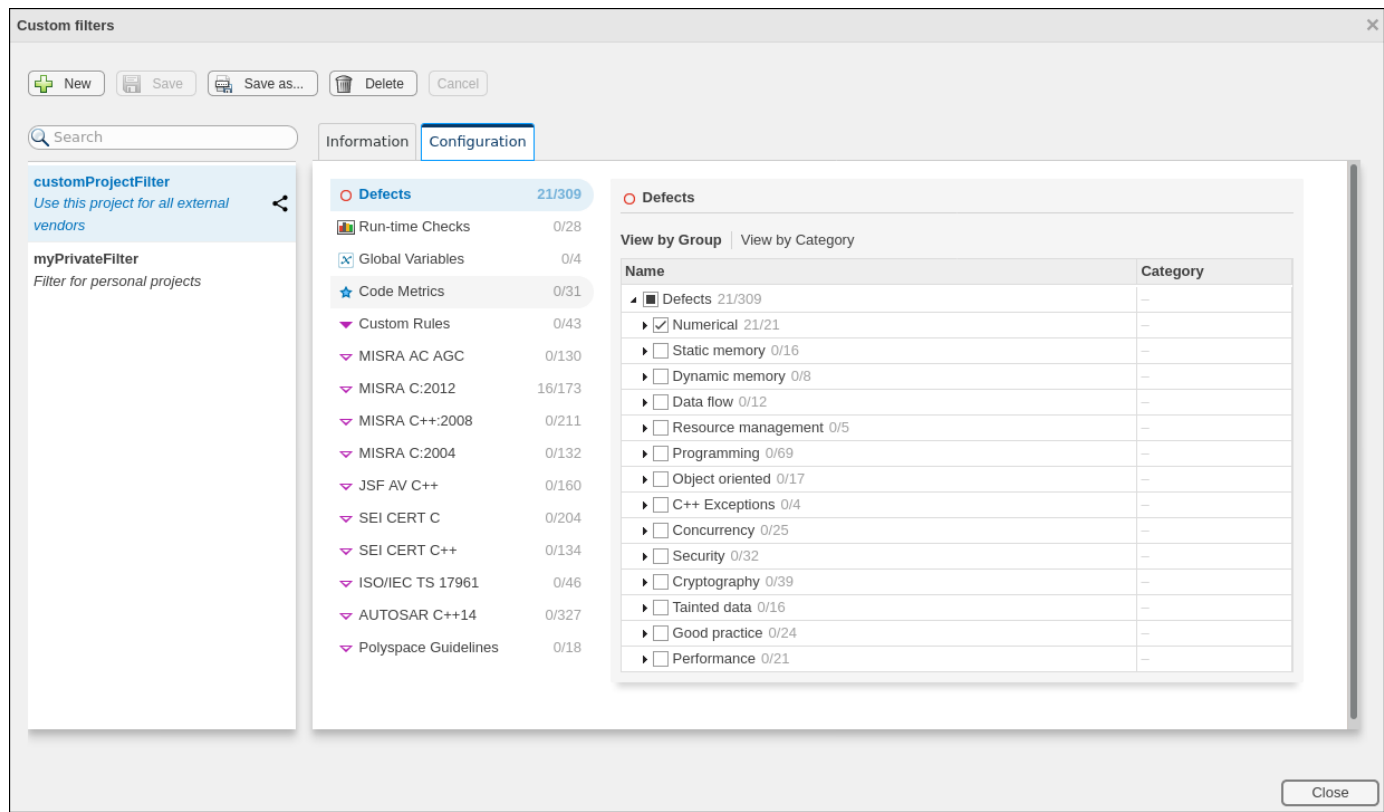 Custom filters
New Save Save as... Delete Cancel
Search
customProjectFilter
Use this project for all external
vendors
myPrivateFilter
Filter for personal projects
Information Configuration
Defects 21/309
Run-time Checks 0/28
Global Variables 0/4
Code Metrics 0/31
Custom Rules 0/43
MISRA AC AGC 0/130
MISRA C:2012 16/173
MISRA C++:2008 0/211
MISRA C:2004 0/132
JSF AV C++ 0/160
SEI CERT C 0/204
SEI CERT C++ 0/134
ISO/IEC TS 17961 0/46
AUTOSAR C++14 0/327
Polyspace Guidelines 0/18
Defects
View by Group View by Category
Name Category
Defects 21/309 –
Numerical 21/21 –
Static memory 0/16 –
Dynamic memory 0/8 –
Data flow 0/12 –
Resource management 0/5 –
Programming 0/69 –
Object oriented 0/17 –
C++ Exceptions 0/4 –
Concurrency 0/25 –
Security 0/32 –
Cryptography 0/39 –
Tainted data 0/16 –
Good practice 0/24 –
Performance 0/21 –
Close